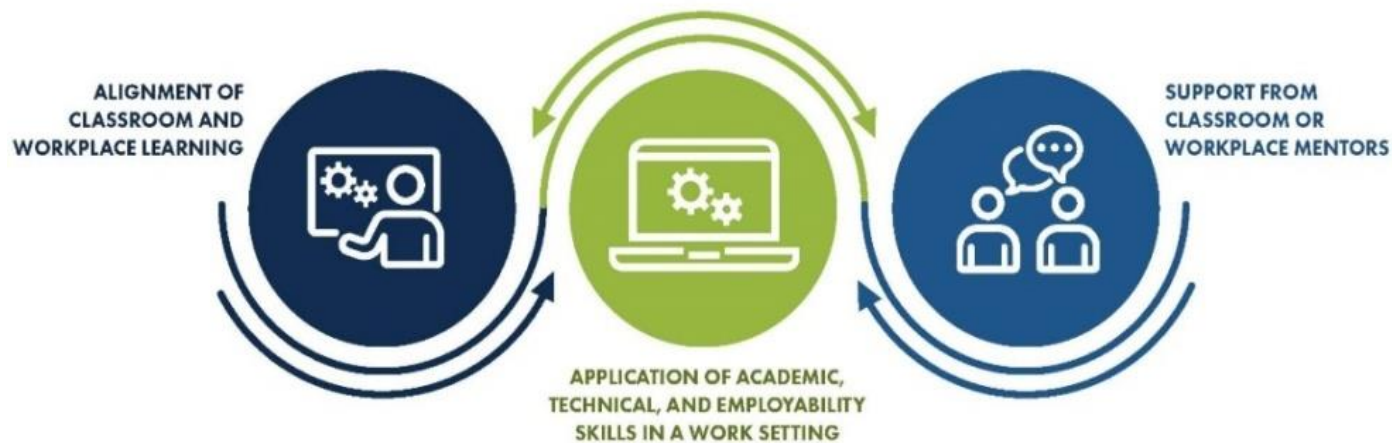 ALIGNMENT OF
CLASSROOM AND
WORKPLACE LEARNING
APPLICATION OF ACADEMIC,
TECHNICAL, AND EMPLOYABILITY
SKILLS IN A WORK SETTING
SUPPORT FROM
CLASSROOM OR
WORKPLACE MENTORS